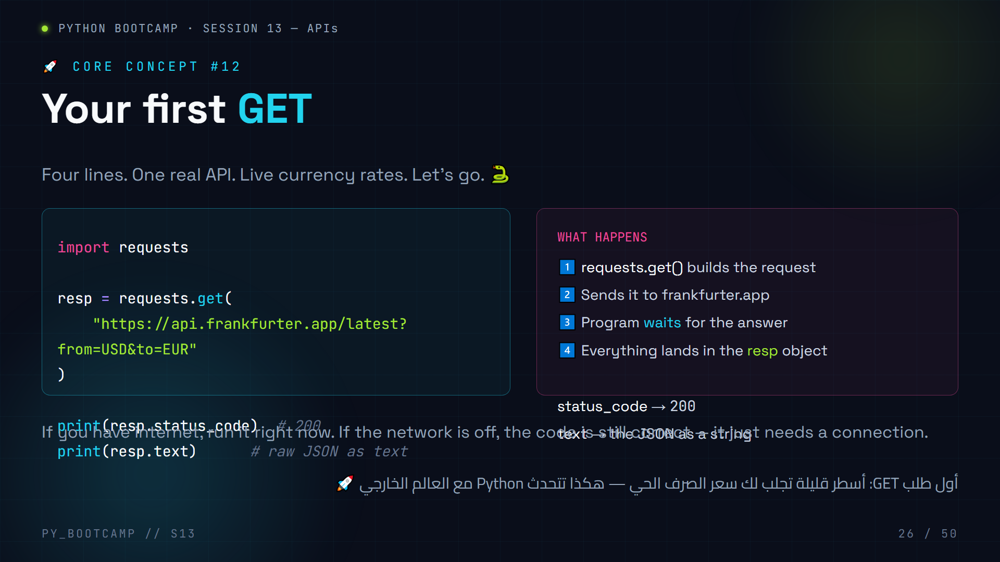 PYTHON BOOTCAMP · SESSION 13 — APIs
🚀 CORE CONCEPT #12
Your first GET
Four lines. One real API. Live currency rates. Let's go. 🐍
import requests
resp = requests.get(
"https://api.frankfurter.app/latest?
from=USD&to=EUR"
)
print(resp.status_code)  # 200
print(resp.text)  # raw JSON as text
WHAT HAPPENS
1️⃣ requests.get() builds the request
2️⃣ Sends it to frankfurter.app
3️⃣ Program waits for the answer
4️⃣ Everything lands in the resp object
status_code → 200
text → the JSON as a string
If you have internet, run it right now. If the network is off, the code is still correct — it just needs a connection.
أول طلب GET: أسطر قليلة تجلب لك سعر الصرف الحي — هكذا تتحدث Python مع العالم الخارجي 🚀
PY_BOOTCAMP // S13
26 / 50